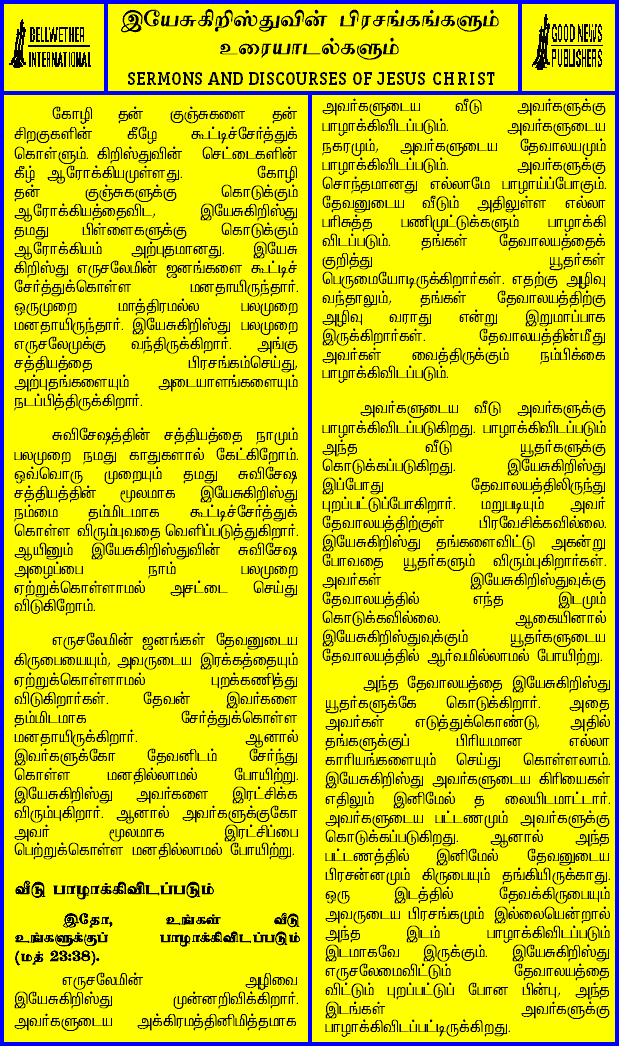 BELLWETHER
INTERNATIONAL
இயேசுகிறிஸ்துவின் பிரசங்கங்களும்
உரையாடல்களும்
SERMONS AND DISCOURSES OF JESUS CHRIST
GOOD NEWS
PUBLISHERS
கோழி தன் குஞ்சுகளை தன்
சிறகுகளின் கீழே கூட்டிச்சேர்த்துக்
கொள்ளும். கிறிஸ்துவின் செட்டைகளின்
கீழ் ஆரோக்கியமுள்ளது. கோழி
தன் குஞ்சுகளுக்கு கொடுக்கும்
ஆரோக்கியத்தைவிட, இயேசுகிறிஸ்து
தமது பிள்ளைகளுக்கு கொடுக்கும்
ஆரோக்கியம் அற்புதமானது. இயேசு
கிறிஸ்து எருசலேமின் ஜனங்களை கூட்டிச்
சேர்த்துக்கொள்ள மனதாயிருந்தார்.
ஒருமுறை மாத்திரமல்ல பலமுறை
மனதாயிருந்தார். இயேசுகிறிஸ்து பலமுறை
எருசலேமுக்கு வந்திருக்கிறார். அங்கு
சத்தியத்தை பிரசங்கம்செய்து,
அற்புதங்களையும் அடையாளங்களையும்
நடப்பித்திருக்கிறார்.
சுவிசேஷத்தின் சத்தியத்தை நாமும்
பலமுறை நமது காதுகளால் கேட்கிறோம்.
ஒவ்வொரு முறையும் தமது சுவிசேஷ
சத்தியத்தின் மூலமாக இயேசுகிறிஸ்து
நம்மை தம்மிடமாக கூட்டிச்சேர்த்துக்
கொள்ள விரும்புவதை வெளிப்படுத்துகிறார்.
ஆயினும் இயேசுகிறிஸ்துவின் சுவிசேஷ
அழைப்பை நாம் பலமுறை
ஏற்றுக்கொள்ளாமல் அசட்டை செய்து
விடுகிறோம்.
எருசலேமின் ஜனங்கள் தேவனுடைய
கிருபையையும், அவருடைய இரக்கத்தையும்
ஏற்றுக்கொள்ளாமல் புறக்கணித்து
விடுகிறார்கள். தேவன் இவர்களை
தம்மிடமாக சேர்த்துக்கொள்ள
மனதாயிருக்கிறார். ஆனால்
இவர்களுக்கோ தேவனிடம் சேர்ந்து
கொள்ள மனதில்லாமல் போயிற்று.
இயேசுகிறிஸ்து அவர்களை இரட்சிக்க
விரும்புகிறார். ஆனால் அவர்களுக்குகோ
அவர் மூலமாக இரட்சிப்பை
பெற்றுக்கொள்ள மனதில்லாமல் போயிற்று.
வீடு பாழாக்கிவிடப்படும்
இதோ, உங்கள் வீடு
உங்களுக்குப் பாழாக்கிவிடப்படும்
(மத் 23:38).
எருசலேமின் அழிவை
இயேசுகிறிஸ்து முன்னறிவிக்கிறார்.
அவர்களுடைய அக்கிரமத்தினிமித்தமாக
அவர்களுடைய வீடு அவர்களுக்கு
பாழாக்கிவிடப்படும். அவர்களுடைய
நகரமும், அவர்களுடைய தேவாலயமும்
பாழாக்கிவிடப்படும். அவர்களுக்கு
சொந்தமானது எல்லாமே பாழாய்ப்போகும்.
தேவனுடைய வீடும் அதிலுள்ள எல்லா
பரிசுத்த பணிமுட்டுக்களும் பாழாக்கி
விடப்படும். தங்கள் தேவாலயத்தைக்
குறித்து யூதர்கள்
பெருமையோடிருக்கிறார்கள். எதற்கு அழிவு
வந்தாலும், தங்கள் தேவாலயத்திற்கு
அழிவு வராது என்று இறுமாப்பாக
இருக்கிறார்கள். தேவாலயத்தின்மீது
அவர்கள் வைத்திருக்கும் நம்பிக்கை
பாழாக்கிவிடப்படும்.
அவர்களுடைய வீடு அவர்களுக்கு
பாழாக்கிவிடப்படுகிறது. பாழாக்கிவிடப்படும்
அந்த வீடு யூதர்களுக்கு
கொடுக்கப்படுகிறது. இயேசுகிறிஸ்து
இப்போது தேவாலயத்திலிருந்து
புறப்பட்டுப்போகிறார். மறுபடியும் அவர்
தேவாலயத்திற்குள் பிரவேசிக்கவில்லை.
இயேசுகிறிஸ்து தங்களைவிட்டு அகன்று
போவதை யூதர்களும் விரும்புகிறார்கள்.
அவர்கள் இயேசுகிறிஸ்துவுக்கு
தேவாலயத்தில் எந்த இடமும்
கொடுக்கவில்லை. ஆகையினால்
இயேசுகிறிஸ்துவுக்கும் யூதர்களுடைய
தேவாலயத்தில் ஆர்வமில்லாமல் போயிற்று.
அந்த தேவாலயத்தை இயேசுகிறிஸ்து
யூதர்களுக்கே கொடுக்கிறார். அதை
அவர்கள் எடுத்துக்கொண்டு, அதில்
தங்களுக்குப் பிரியமான எல்லா
காரியங்களையும் செய்து கொள்ளலாம்.
இயேசுகிறிஸ்து அவர்களுடைய கிரியைகள்
எதிலும் இனிமேல் த லையிடமாட்டார்.
அவர்களுடைய பட்டணமும் அவர்களுக்கு
கொடுக்கப்படுகிறது. ஆனால் அந்த
பட்டணத்தில் இனிமேல் தேவனுடைய
பிரசன்னமும் கிருபையும் தங்கியிருக்காது.
ஒரு இடத்தில் தேவக்கிருபையும்
அவருடைய பிரசங்கமும் இல்லையென்றால்
அந்த இடம் பாழாக்கிவிடப்படும்
இடமாகவே இருக்கும். இயேசுகிறிஸ்து
எருசலேமைவிட்டும் தேவாலயத்தை
விட்டும் புறப்பட்டுப் போன பின்பு, அந்த
இடங்கள் அவர்களுக்கு
பாழாக்கிவிடப்பட்டிருக்கிறது.